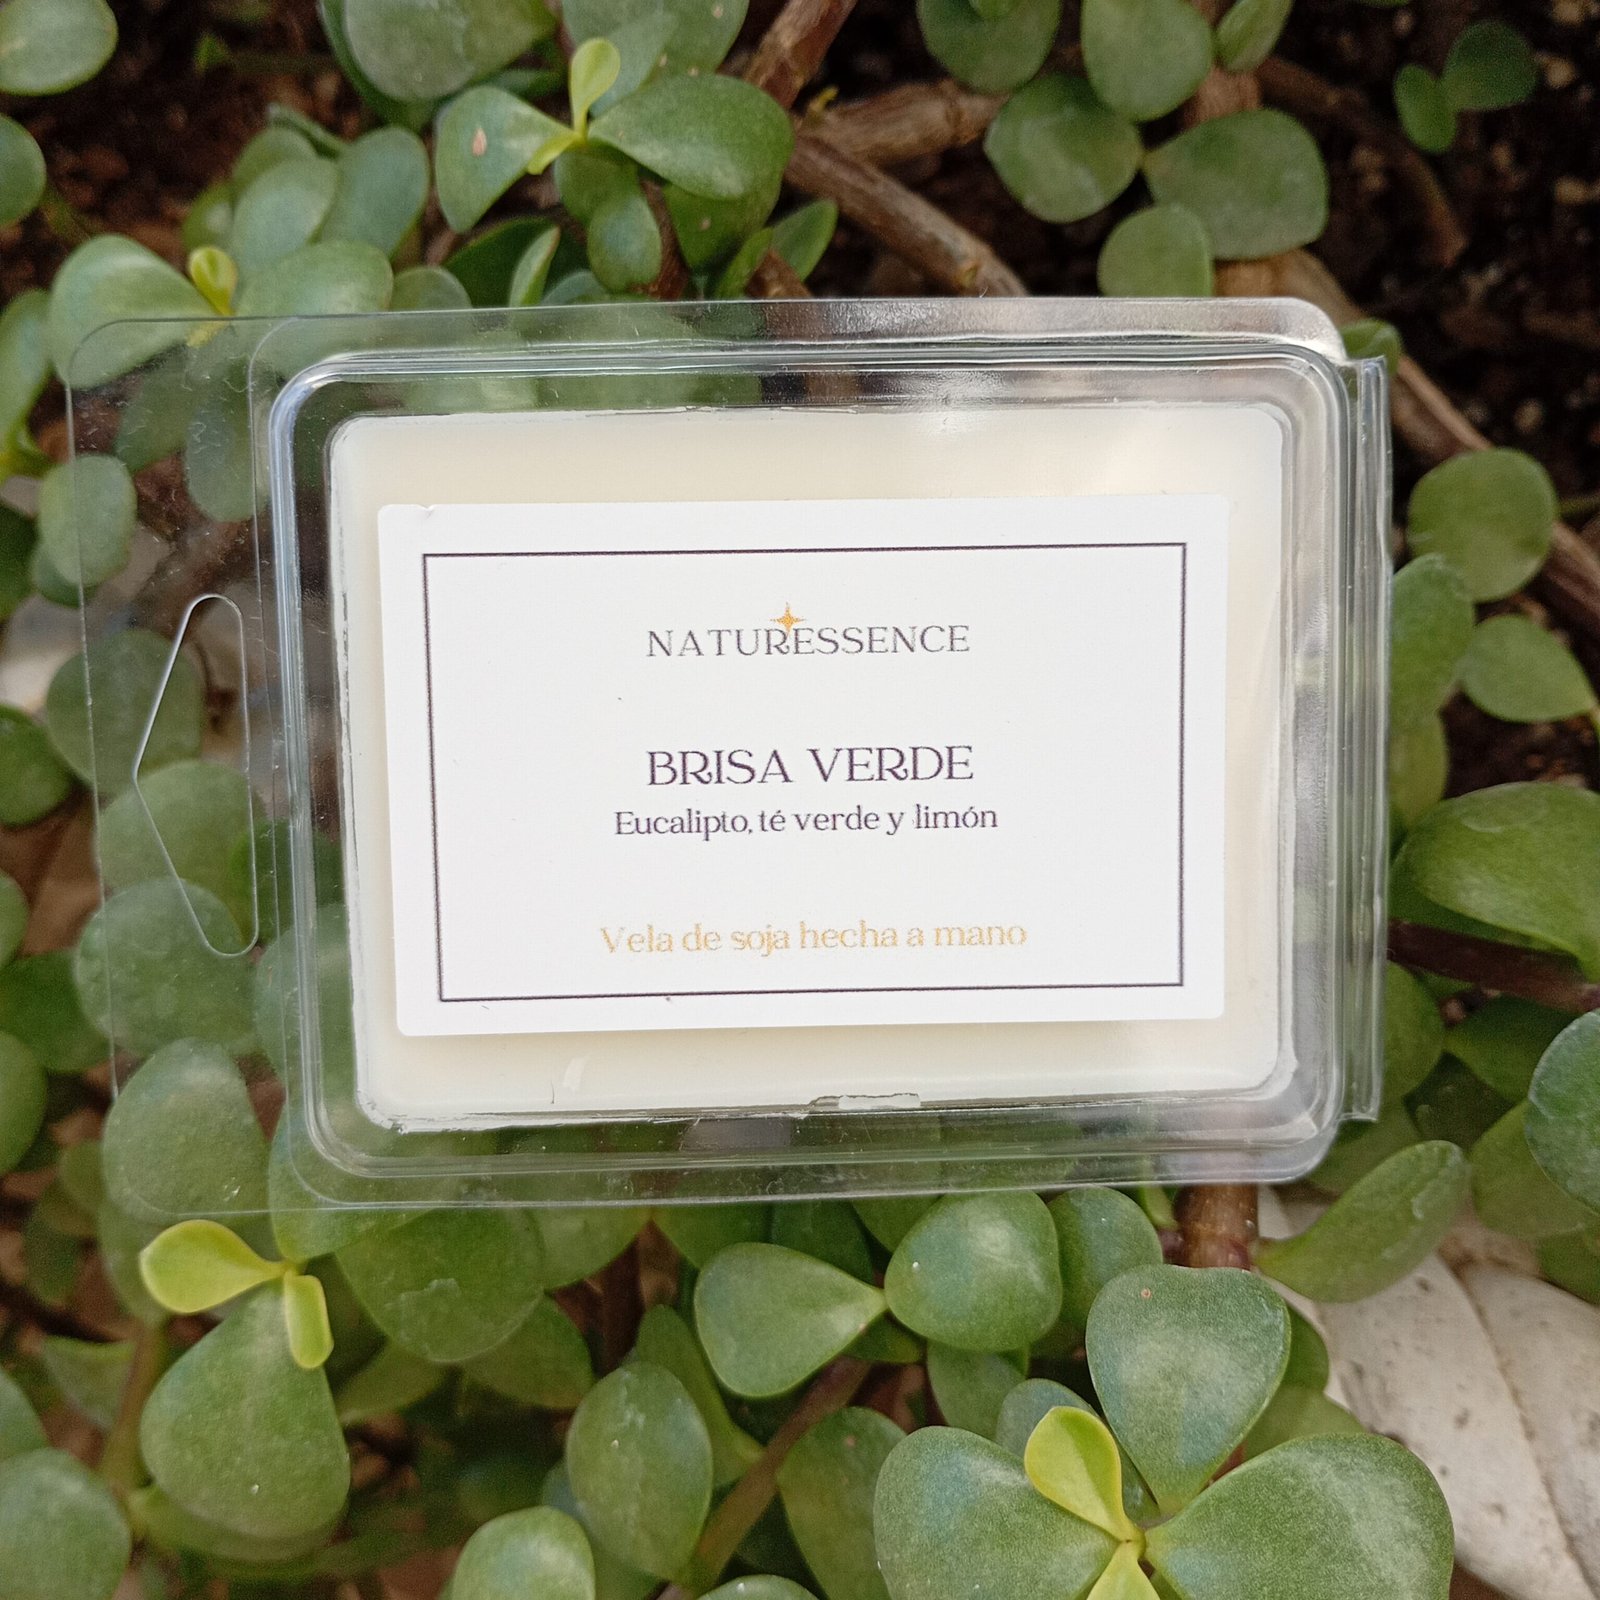 NATURESSENCE
BRISA VERDE
Eucalipto, té verde y limón
Vela de soja hecha a mano